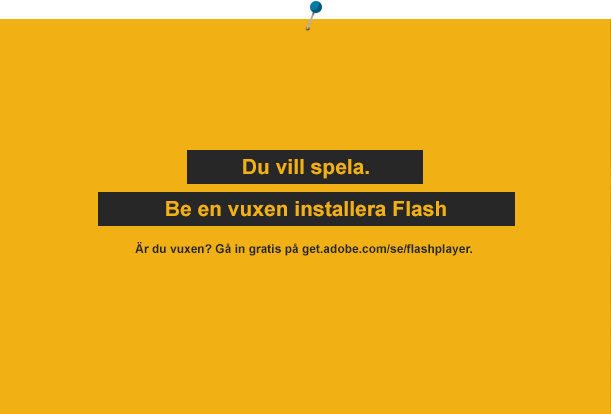 Du vill spela.
Be en vuxen installera Flash
Är du vuxen? Gå in gratis på get.adobe.com/se/flashplayer.